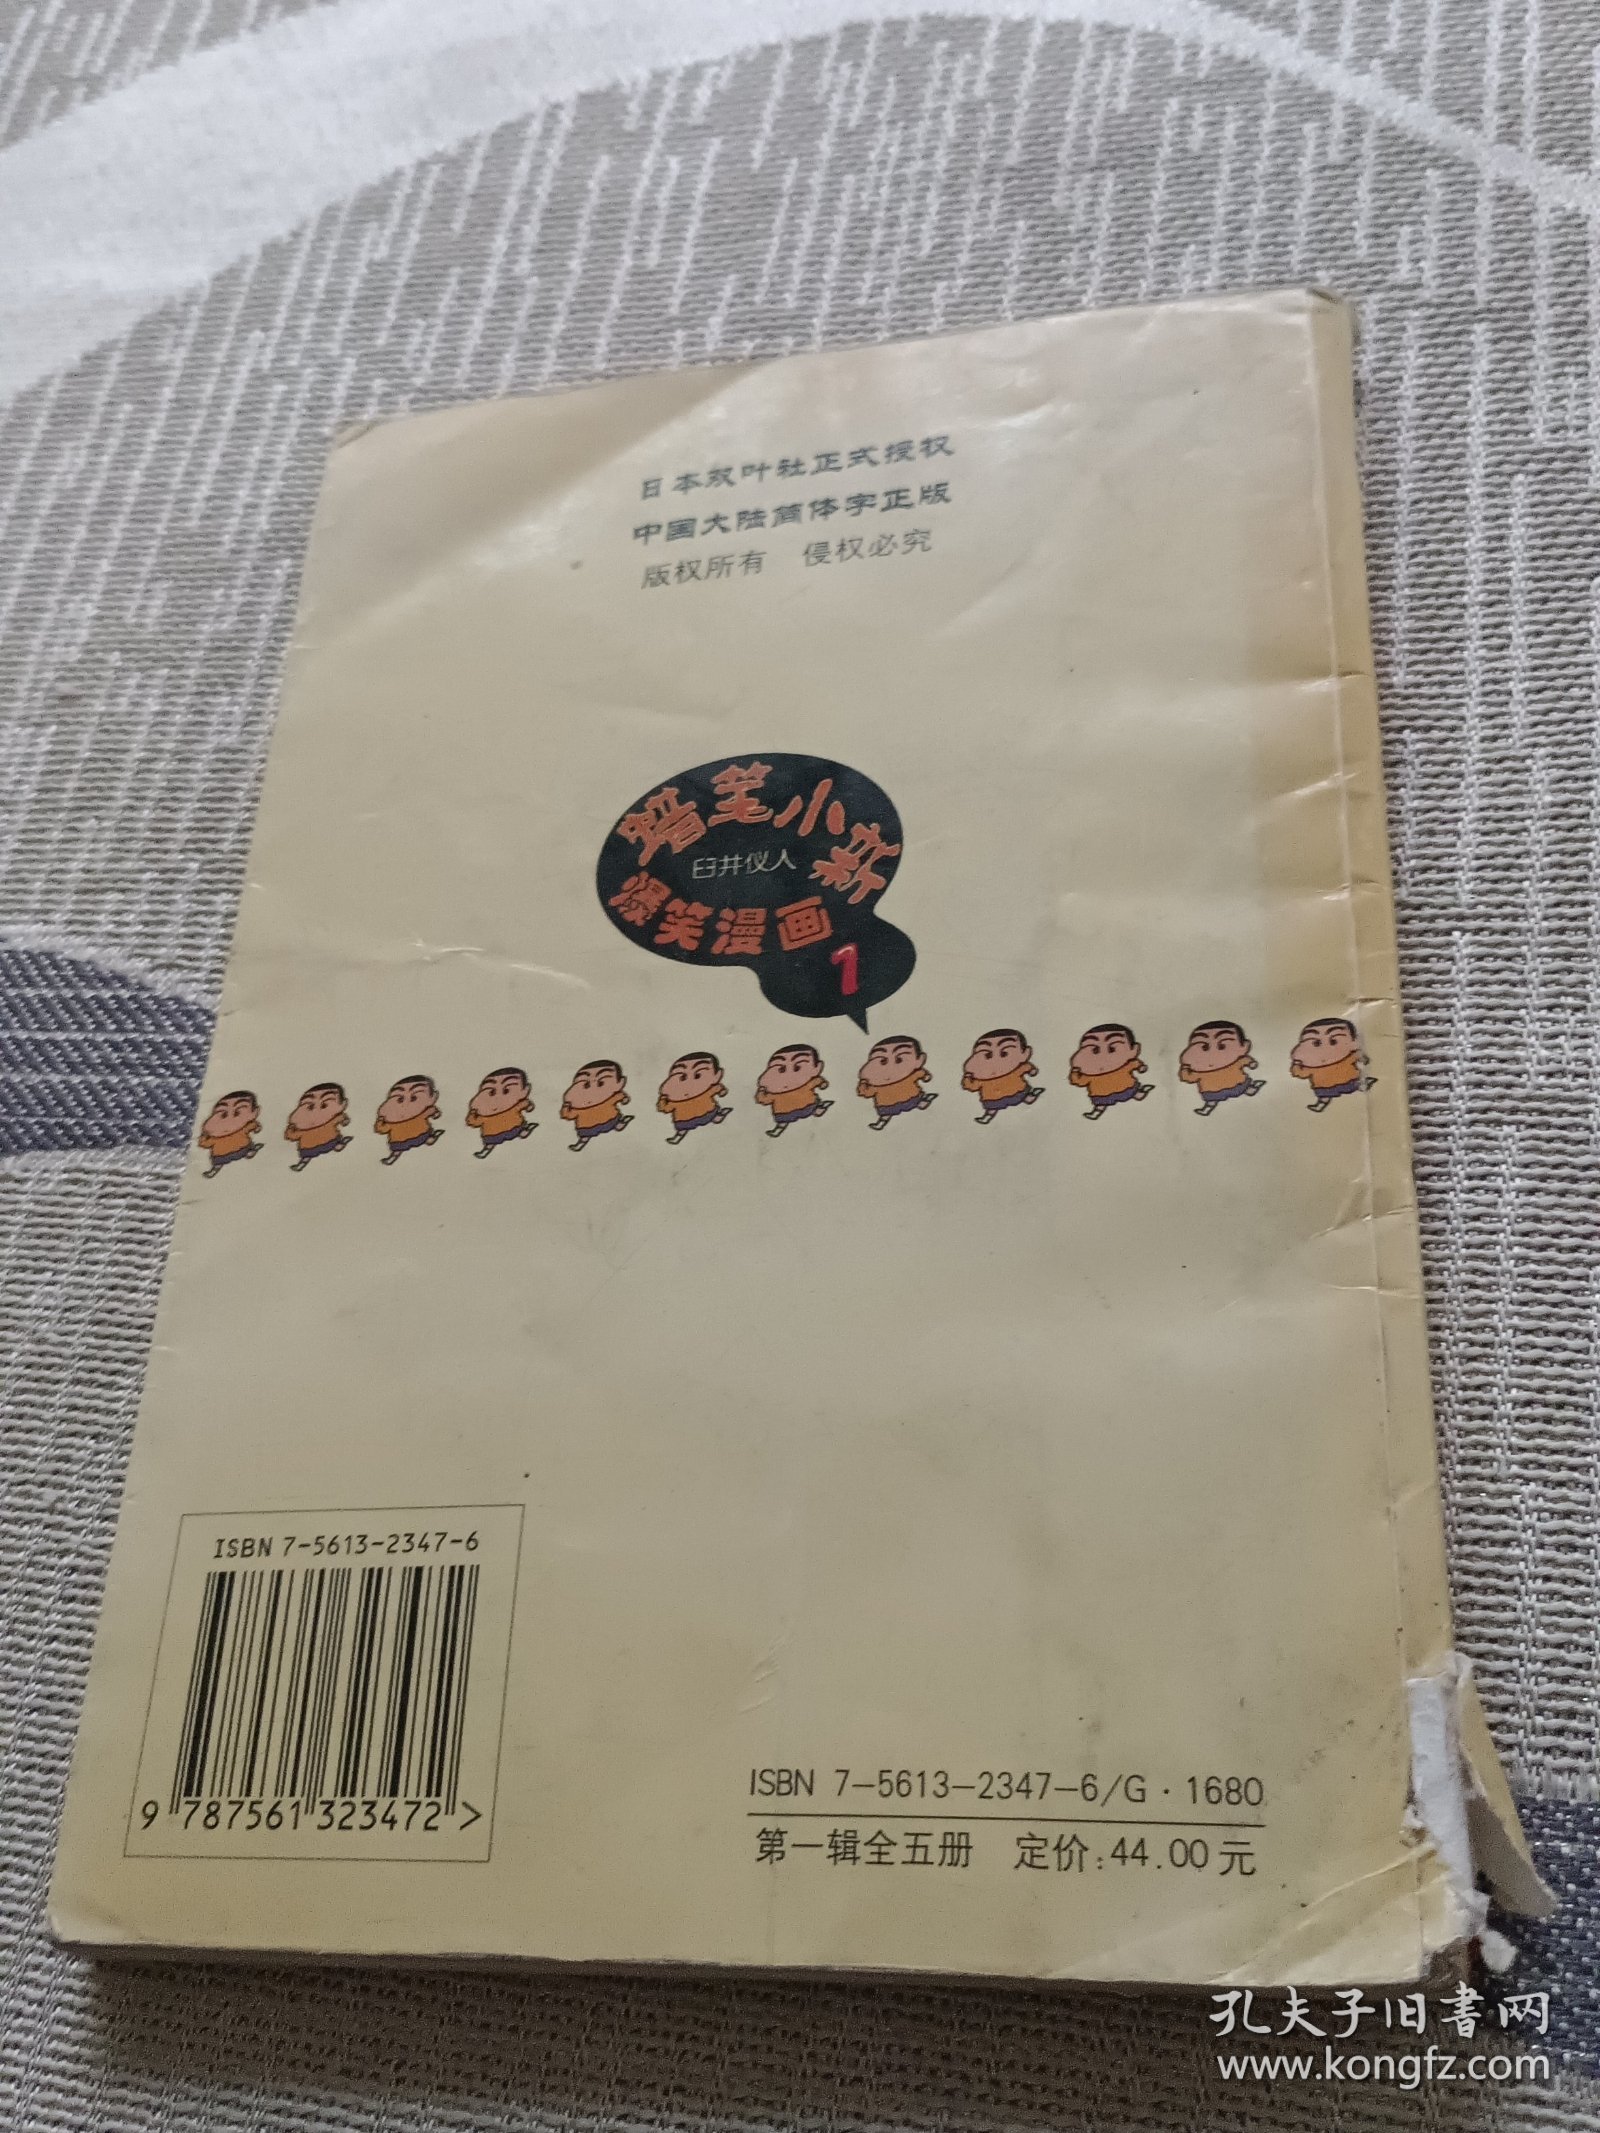 日本双叶社正式授权
中国大陆简体字正版
版权所有 侵权必究
蜡笔小新
臼井仪人
爆笑漫画
1
ISBN 7-5613-2347-6
9 787561 323472 >
ISBN 7-5613-2347-6/G·1680
第一辑全五册 定价:44.00元
孔夫子旧書网
www.kongfz.com